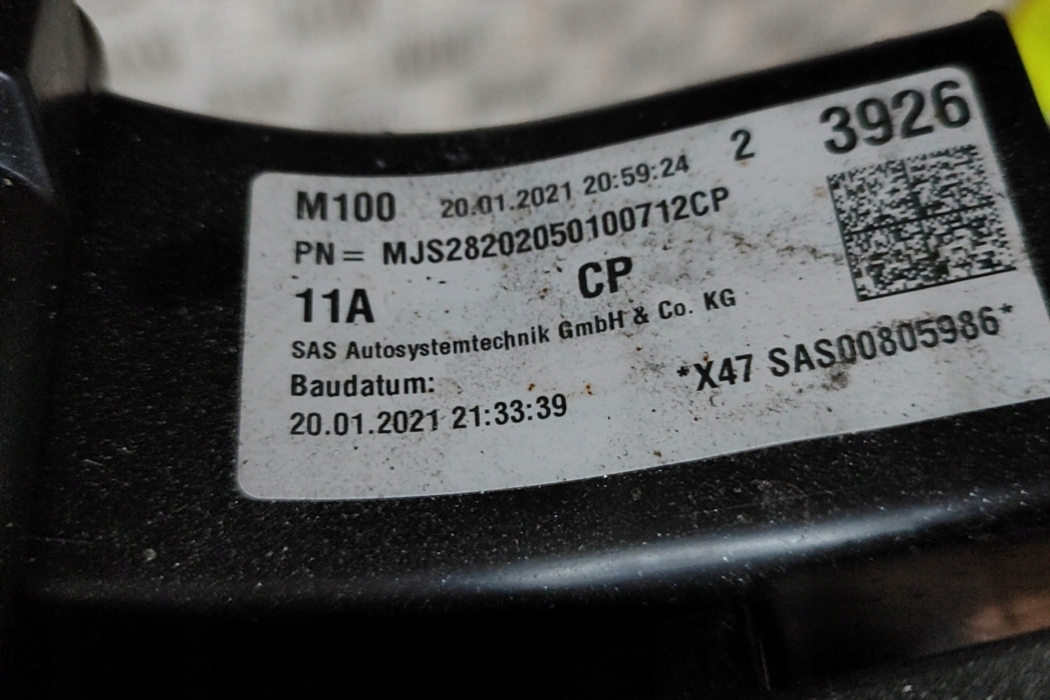 M100 20.01.2021 20:59:24 2 3926
PN = MJS28202050100712CP
11A CP
SAS Autosystemtechnik GmbH & Co. KG
Baudatum:
*X47 SAS00805986*
20.01.2021 21:33:39